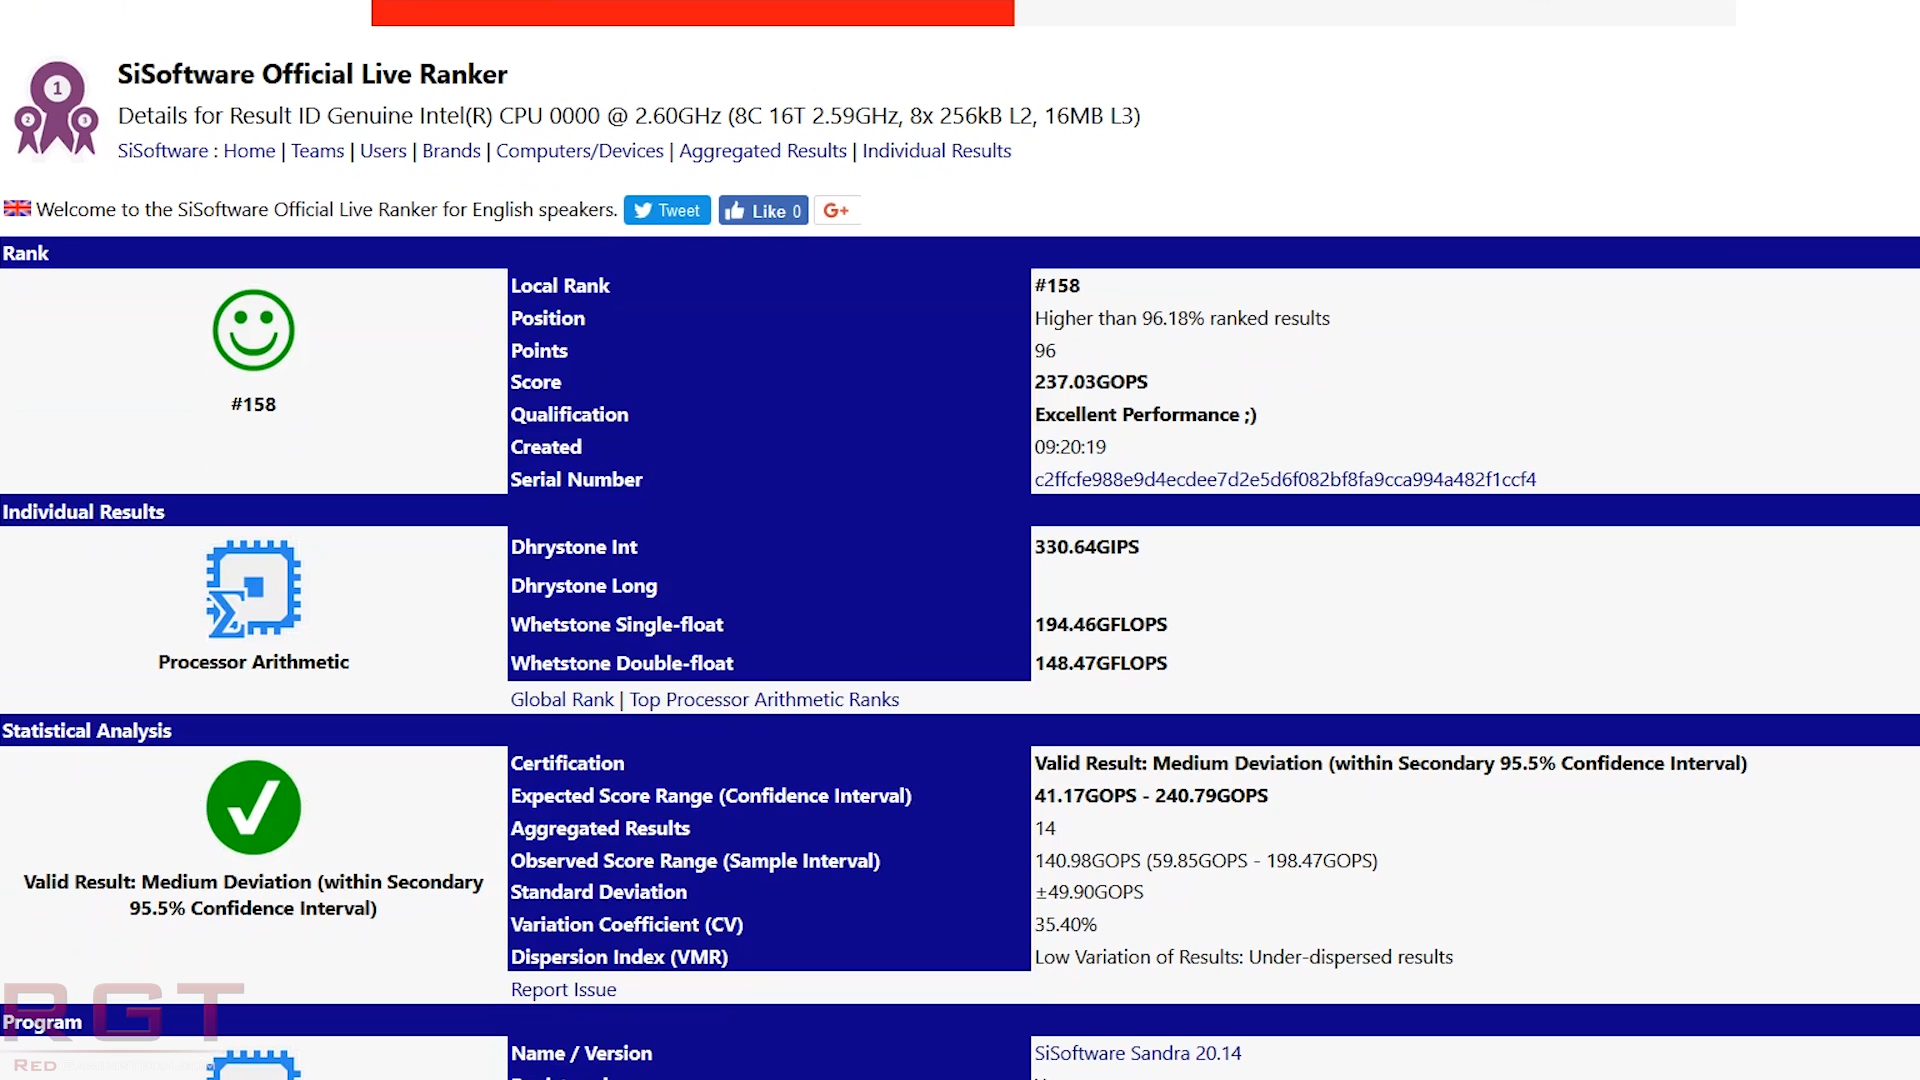 1
2
3
SiSoftware Official Live Ranker
Details for Result ID Genuine Intel(R) CPU 0000 @ 2.60GHz (8C 16T 2.59GHz, 8x 256kB L2, 16MB L3)
SiSoftware : Home | Teams | Users | Brands | Computers/Devices | Aggregated Results | Individual Results
Welcome to the SiSoftware Official Live Ranker for English speakers. Tweet Like 0 G+
Rank
#158
Local Rank #158
Position Higher than 96.18% ranked results
Points 96
Score 237.03GOPS
Qualification Excellent Performance ;)
Created 09:20:19
Serial Number c2ffcfe988e9d4ecdee7d2e5d6f082bf8fa9cca994a482f1ccf4
Individual Results
Processor Arithmetic
Dhrystone Int 330.64GIPS
Dhrystone Long
Whetstone Single-float 194.46GFLOPS
Whetstone Double-float 148.47GFLOPS
Global Rank | Top Processor Arithmetic Ranks
Statistical Analysis
Valid Result: Medium Deviation (within Secondary
95.5% Confidence Interval)
Certification Valid Result: Medium Deviation (within Secondary 95.5% Confidence Interval)
Expected Score Range (Confidence Interval) 41.17GOPS - 240.79GOPS
Aggregated Results 14
Observed Score Range (Sample Interval) 140.98GOPS (59.85GOPS - 198.47GOPS)
Standard Deviation ±49.90GOPS
Variation Coefficient (CV) 35.40%
Dispersion Index (VMR) Low Variation of Results: Under-dispersed results
Report Issue
Program
Name / Version SiSoftware Sandra 20.14
RGT
RED